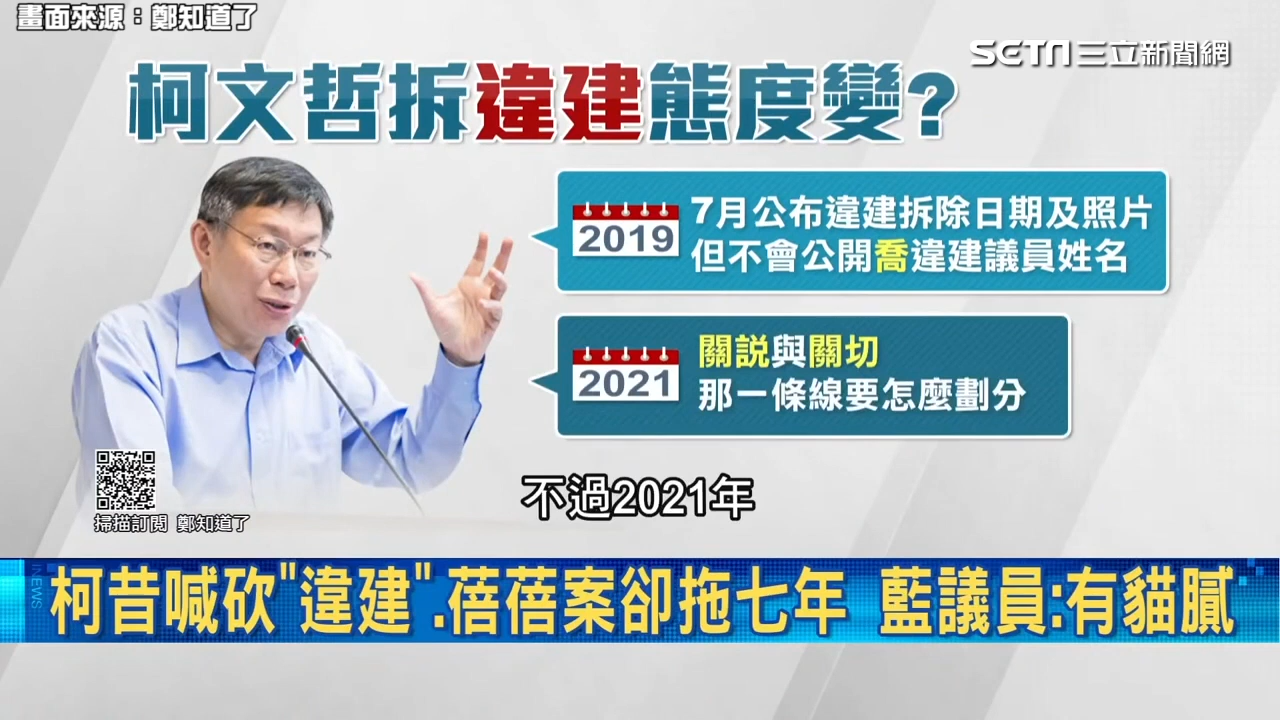 畫面來源：鄭知道了
SETN三立新聞網
柯文哲拆違建態度變?
2019
7月公布違建拆除日期及照片
但不會公開喬違建議員姓名
2021
關說與關切
那一條線要怎麼劃分
掃描訂閱 鄭知道了
不過2021年
iNEWS
柯昔喊砍"違建".蓓蓓案卻拖七年 藍議員:有貓膩